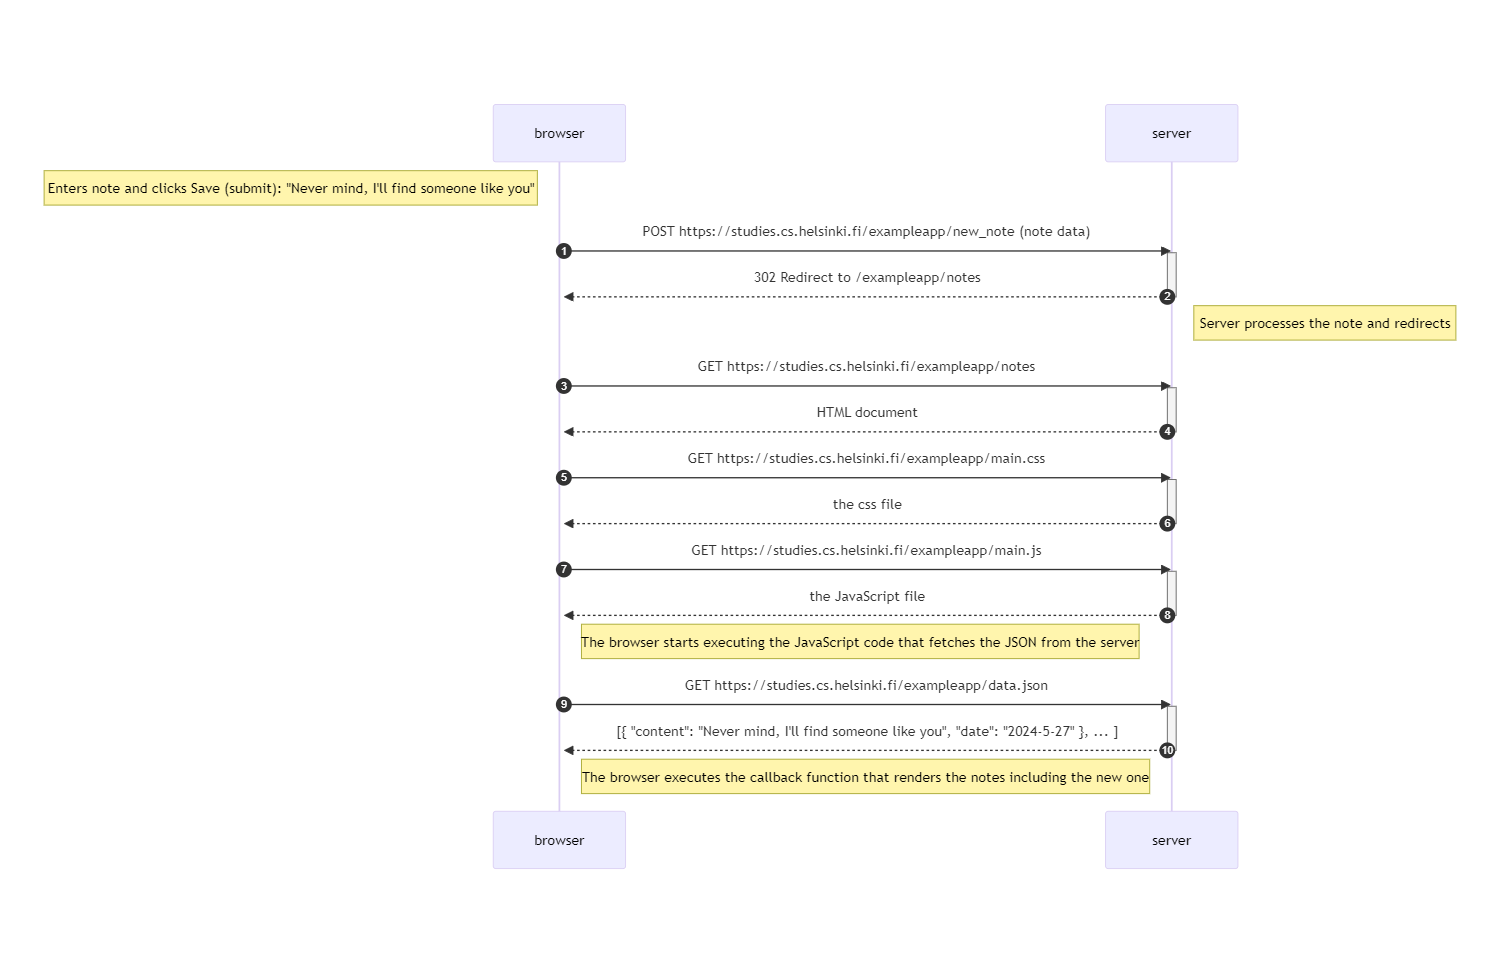 browser
server
Enters note and clicks Save (submit): "Never mind, I'll find someone like you"
POST https://studies.cs.helsinki.fi/exampleapp/new_note (note data)
1
302 Redirect to /exampleapp/notes
2
Server processes the note and redirects
GET https://studies.cs.helsinki.fi/exampleapp/notes
3
HTML document
4
GET https://studies.cs.helsinki.fi/exampleapp/main.css
5
the css file
6
GET https://studies.cs.helsinki.fi/exampleapp/main.js
7
the JavaScript file
8
The browser starts executing the JavaScript code that fetches the JSON from the server
GET https://studies.cs.helsinki.fi/exampleapp/data.json
9
[{ "content": "Never mind, I'll find someone like you", "date": "2024-5-27" }, ... ]
10
The browser executes the callback function that renders the notes including the new one
browser
server